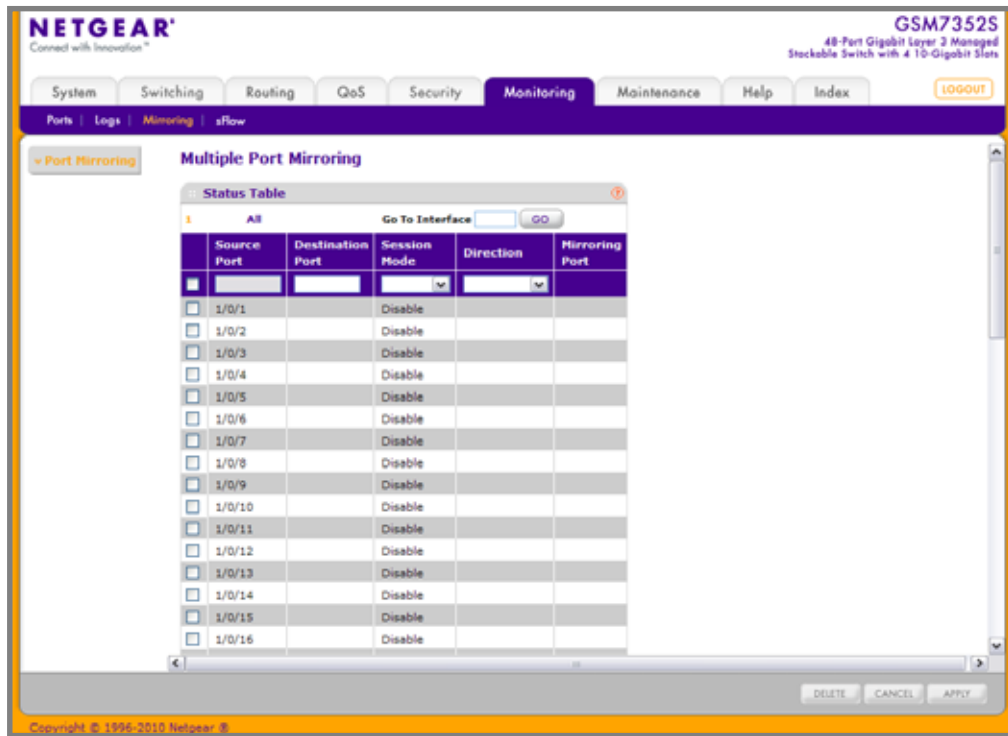 NETGEAR®
Connect with Innovation™
GSM7352S
48-Port Gigabit Layer 3 Managed
Stackable Switch with 4 10-Gigabit Slots
System Switching Routing QoS Security Monitoring Maintenance Help Index LOGOUT
Ports | Logs | Mirroring | sFlow
Port Mirroring
Multiple Port Mirroring
Status Table ?
1 All Go To Interface GO
Source Port Destination Port Session Mode Direction Mirroring Port
1/0/1 Disable
1/0/2 Disable
1/0/3 Disable
1/0/4 Disable
1/0/5 Disable
1/0/6 Disable
1/0/7 Disable
1/0/8 Disable
1/0/9 Disable
1/0/10 Disable
1/0/11 Disable
1/0/12 Disable
1/0/13 Disable
1/0/14 Disable
1/0/15 Disable
1/0/16 Disable
DELETE CANCEL APPLY
Copyright © 1996-2010 Netgear ®